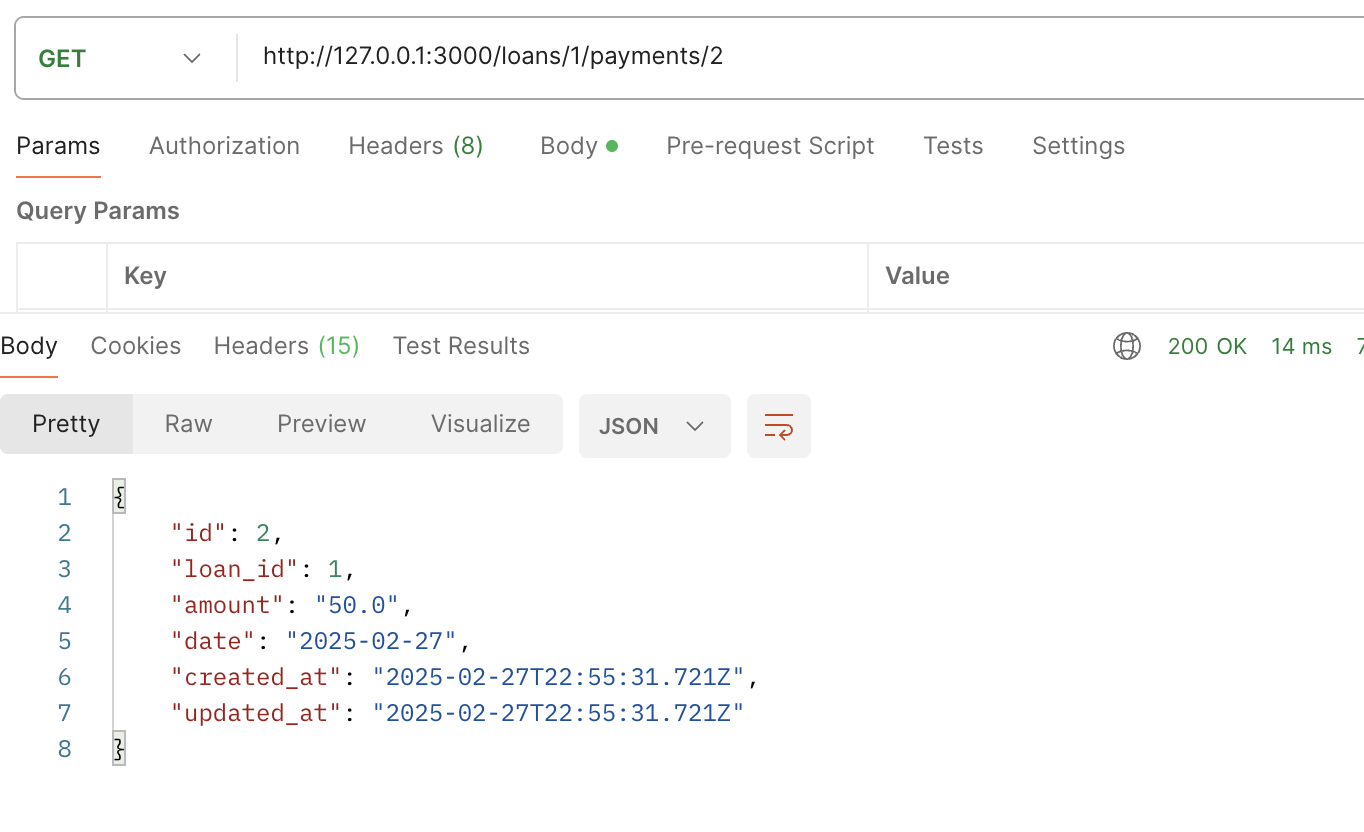 GET http://127.0.0.1:3000/loans/1/payments/2
Params Authorization Headers (8) Body Pre-request Script Tests Settings
Query Params
Key Value
Body Cookies Headers (15) Test Results 200 OK 14 ms 7
Pretty Raw Preview Visualize JSON
1 {
2 "id": 2,
3 "loan_id": 1,
4 "amount": "50.0",
5 "date": "2025-02-27",
6 "created_at": "2025-02-27T22:55:31.721Z",
7 "updated_at": "2025-02-27T22:55:31.721Z"
8 }